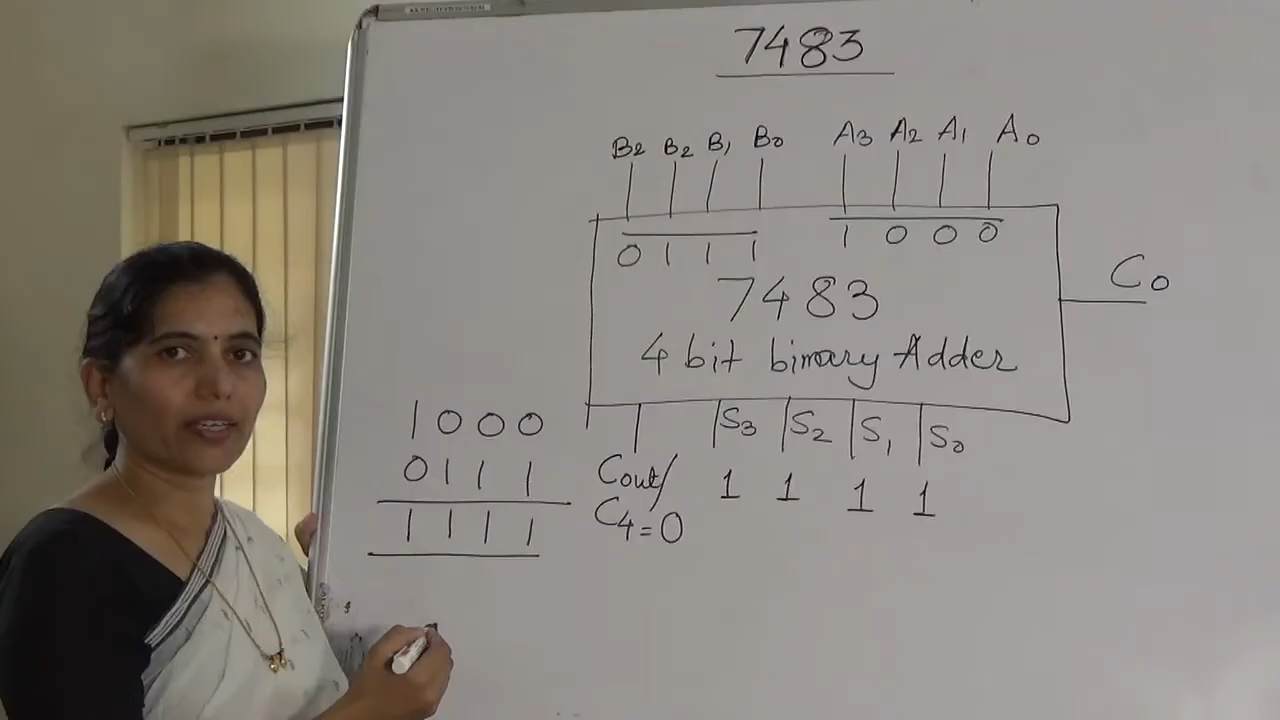 7483
B2 B2 B1 B0 A3 A2 A1 A0
0 1 1 1 1 0 0 0
C0
7483
4 bit binary Adder
S3 S2 S1 S0
Cout/ 1 1 1 1
C4=0
1000
0111
1111